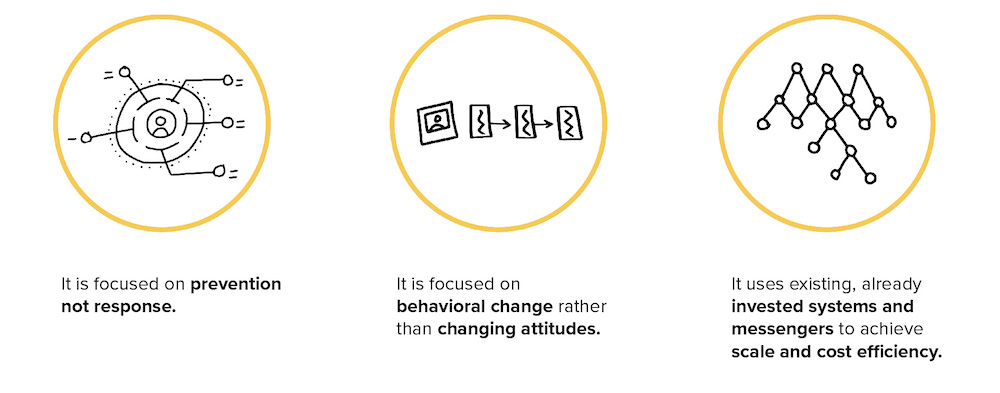 It is focused on prevention
not response.
It is focused on
behavioral change rather
than changing attitudes.
It uses existing, already
invested systems and
messengers to achieve
scale and cost efficiency.